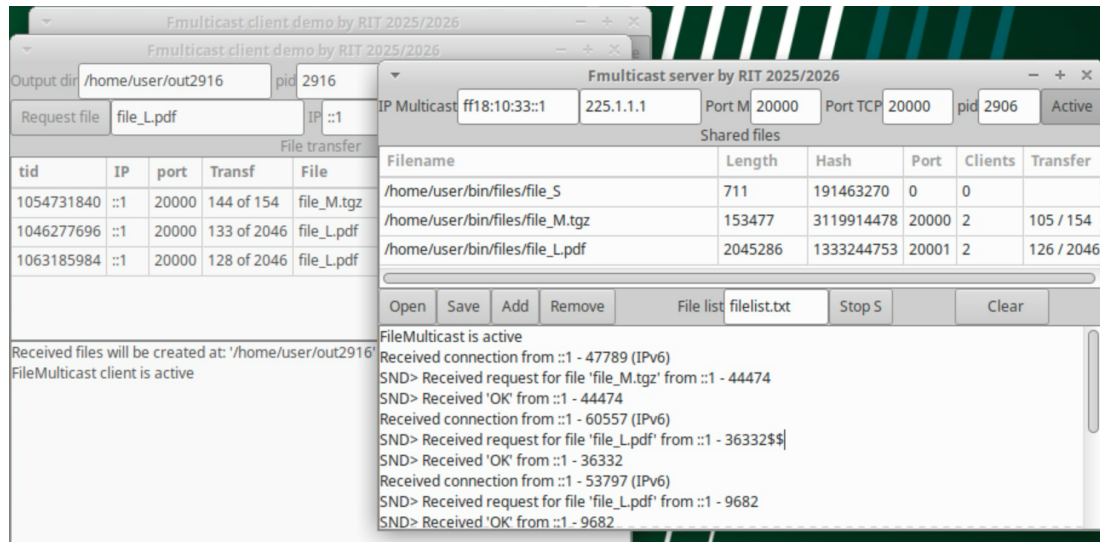 Fmulticast client demo by RIT 2025/2026
Fmulticast client demo by RIT 2025/2026
Output dir /home/user/out2916 pid 2916
Request file file_L.pdf IP ::1
File transfer
tid IP port Transf File
1054731840 ::1 20000 144 of 154 file_M.tgz
1046277696 ::1 20000 133 of 2046 file_L.pdf
1063185984 ::1 20000 128 of 2046 file_L.pdf
Received files will be created at: '/home/user/out2916'
FileMulticast client is active
Fmulticast server by RIT 2025/2026
IP Multicast ff18:10:33::1 225.1.1.1 Port M 20000 Port TCP 20000 pid 2906 Active
Shared files
Filename Length Hash Port Clients Transfer
/home/user/bin/files/file_S 711 191463270 0 0
/home/user/bin/files/file_M.tgz 153477 3119914478 20000 2 105 / 154
/home/user/bin/files/file_L.pdf 2045286 1333244753 20001 2 126 / 2046
Open Save Add Remove File list filelist.txt Stop S Clear
FileMulticast is active
Received connection from ::1 - 47789 (IPv6)
SND> Received request for file 'file_M.tgz' from ::1 - 44474
SND> Received 'OK' from ::1 - 44474
Received connection from ::1 - 60557 (IPv6)
SND> Received request for file 'file_L.pdf' from ::1 - 36332$$
SND> Received 'OK' from ::1 - 36332
Received connection from ::1 - 53797 (IPv6)
SND> Received request for file 'file_L.pdf' from ::1 - 9682
SND> Received 'OK' from ::1 - 9682